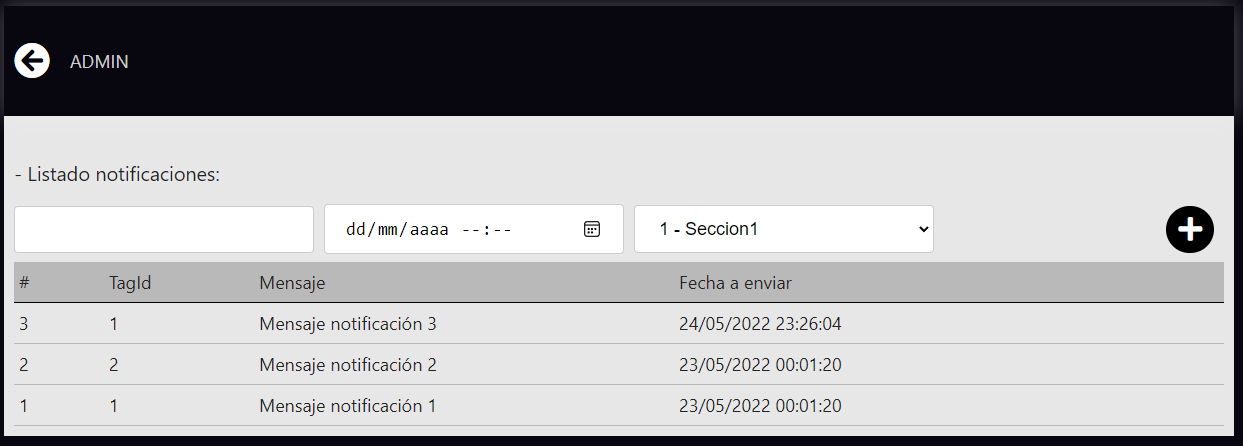 ADMIN
- Listado notificaciones:
dd/mm/aaaa --:-- 1 - Seccion1
# TagId Mensaje Fecha a enviar
3 1 Mensaje notificación 3 24/05/2022 23:26:04
2 2 Mensaje notificación 2 23/05/2022 00:01:20
1 1 Mensaje notificación 1 23/05/2022 00:01:20